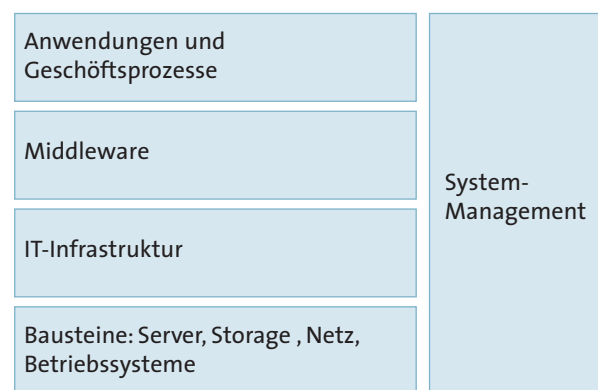 Anwendungen und
Geschöftsprozesse
Middleware
IT-Infrastruktur
Bausteine: Server, Storage , Netz,
Betriebssysteme
System-
Management